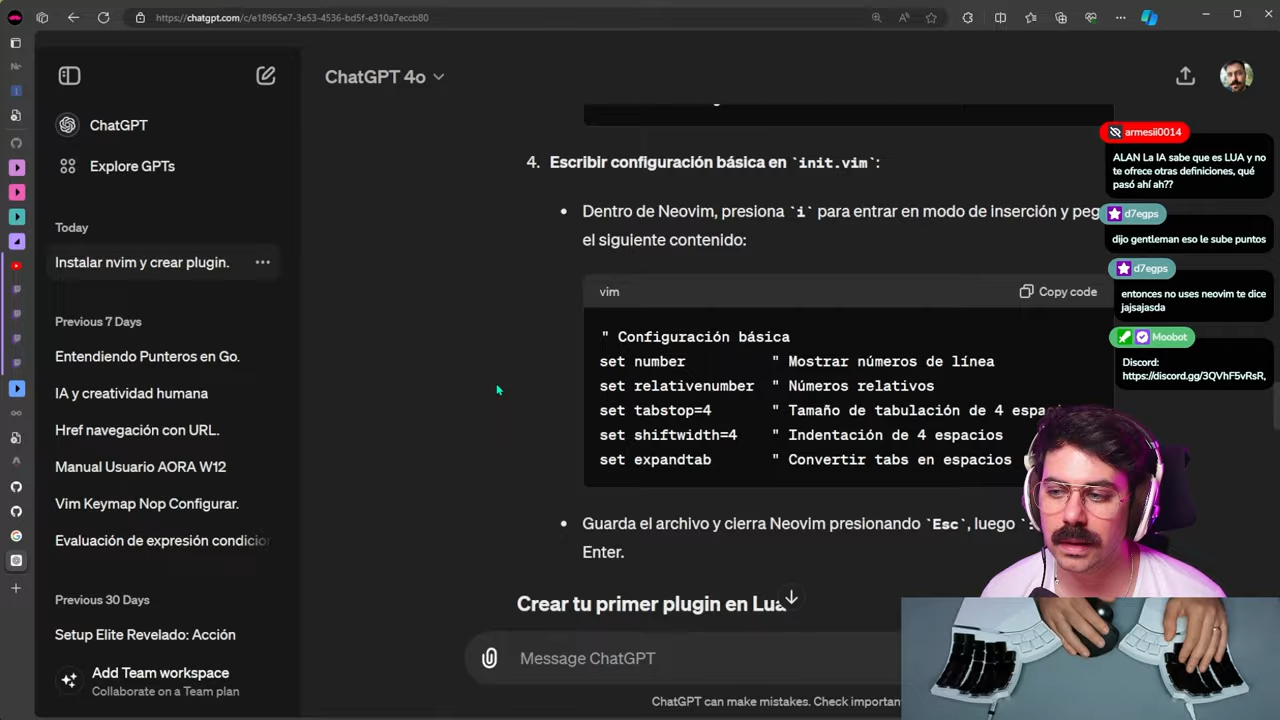 https://chatgpt.com/c/e18965e7-3e53-4536-bd5f-e310a7eccb80
ChatGPT 4o
ChatGPT
Explore GPTs
Today
Instalar nvim y crear plugin.
Previous 7 Days
Entendiendo Punteros en Go.
IA y creatividad humana
Href navegación con URL.
Manual Usuario AORA W12
Vim Keymap Nop Configurar.
Evaluación de expresión condicion
Previous 30 Days
Setup Elite Revelado: Acción
Add Team workspace
Collaborate on a Team plan
4. Escribir configuración básica en `init.vim`:
Dentro de Neovim, presiona `i` para entrar en modo de inserción y peg
el siguiente contenido:
vim
Copy code
" Configuración básica
set number " Mostrar números de línea
set relativenumber " Números relativos
set tabstop=4 " Tamaño de tabulación de 4 espac
set shiftwidth=4 " Indentación de 4 espacios
set expandtab " Convertir tabs en espacios
Guarda el archivo y cierra Neovim presionando `Esc`, luego `:
Enter.
Crear tu primer plugin en Lua
Message ChatGPT
ChatGPT can make mistakes. Check important
armesii0014
ALAN La IA sabe que es LUA y no
te ofrece otras definiciones, qué
pasó ahí ah??
d7egps
dijo gentleman eso le sube puntos
d7egps
entonces no uses neovim te dice
jajsajasda
Moobot
Discord:
https://discord.gg/3QVhF5vRsR,